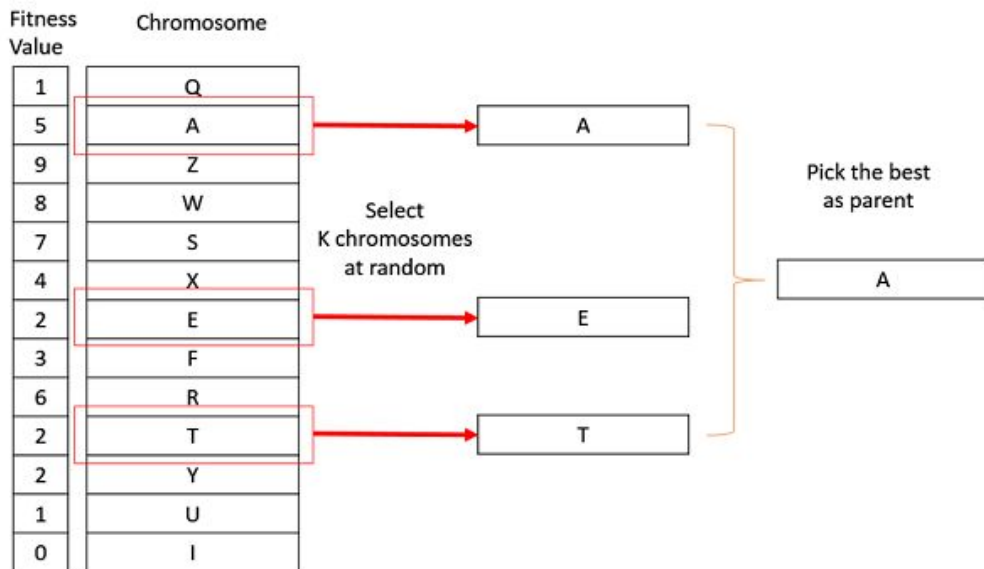 Fitness
Value
Chromosome
1 Q
5 A
9 Z
8 W
7 S
4 X
2 E
3 F
6 R
2 T
2 Y
1 U
0 I
Select
K chromosomes
at random
A
E
T
Pick the best
as parent
A